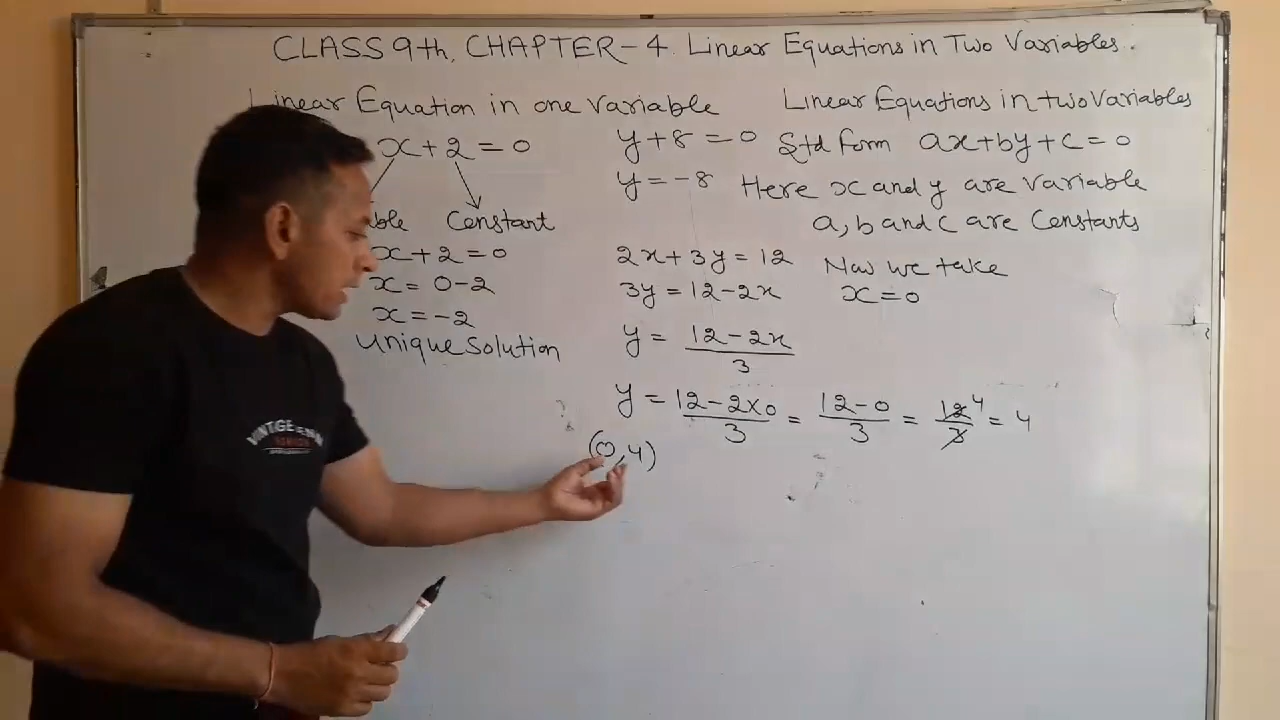 CLASS 9th, CHAPTER-4. Linear Equations in Two Variables.
Linear Equation in one variable
x+2=0
Constant
x+2=0
x= 0-2
x=-2
Unique Solution
y+8=0
y=-8
2x+3y=12
3y=12-2x
y= 12-2x/3
y= 12-2x0/3 = 12-0/3 = 12/3 4 = 4
(0,4)
Linear Equations in two Variables
Std form ax+by+c=0
Here x and y are Variable
a, b and c are Constants
Now we take
x=0